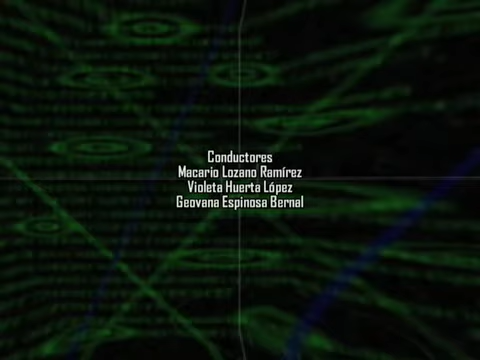 Conductores
Macario Lozano Ramírez
Violeta Huerta López
Geovana Espinosa Bernal